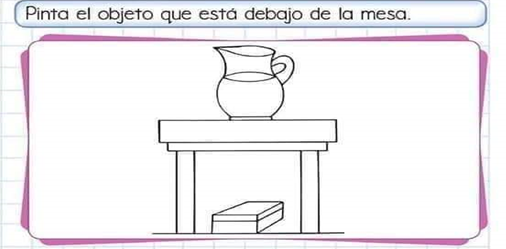 Pinta el objeto que está debajo de la mesa.